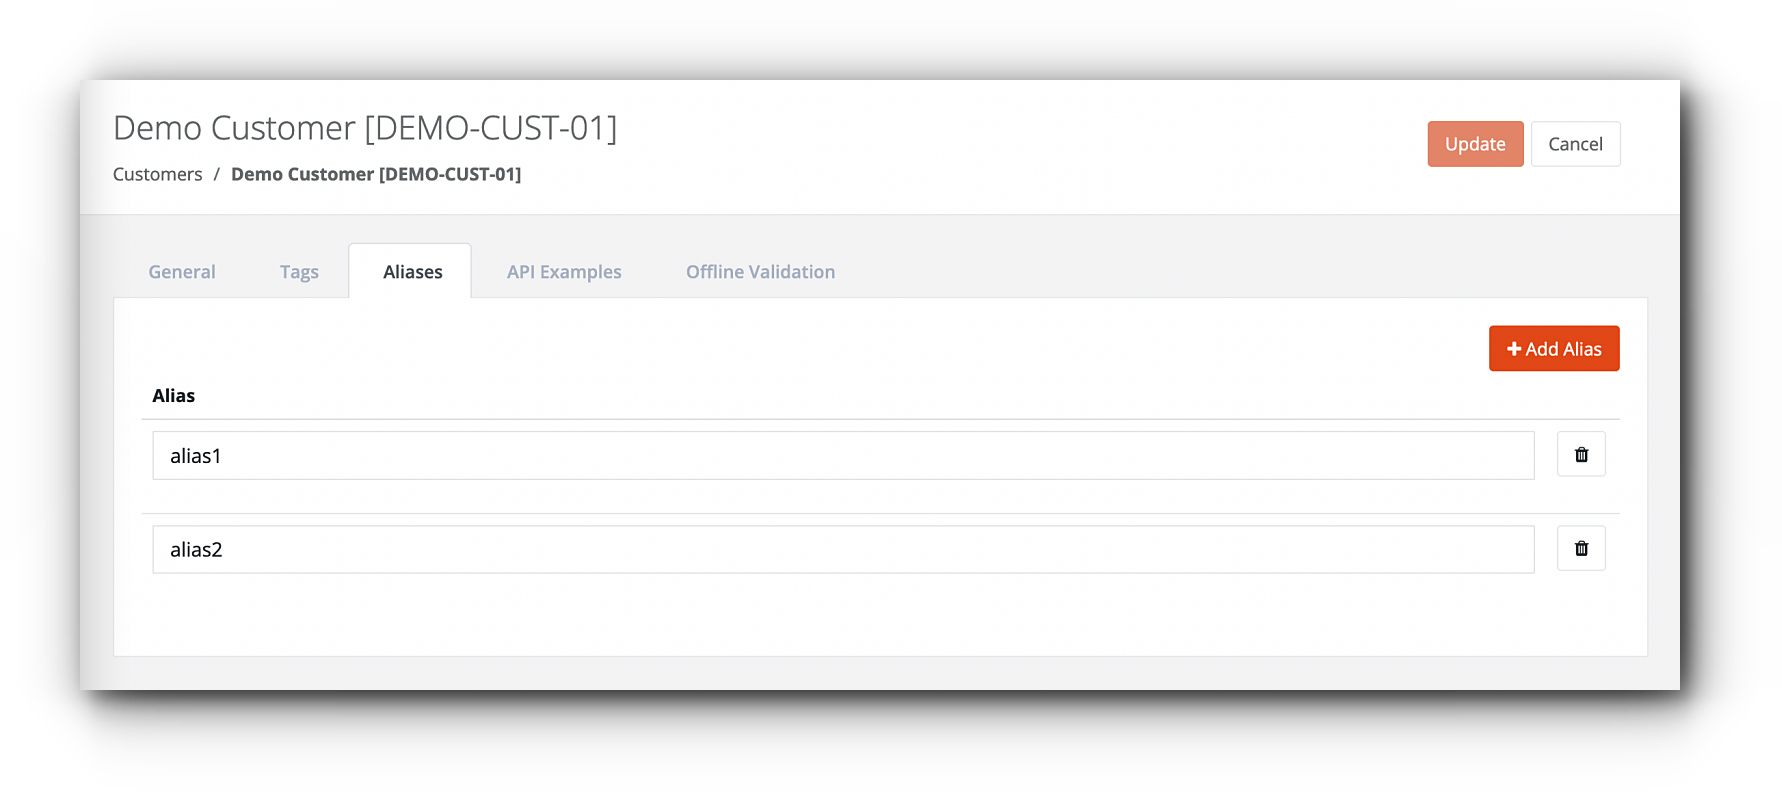 Demo Customer [DEMO-CUST-01]
Update Cancel
Customers / Demo Customer [DEMO-CUST-01]
General Tags Aliases API Examples Offline Validation
Add Alias
Alias
alias1
alias2